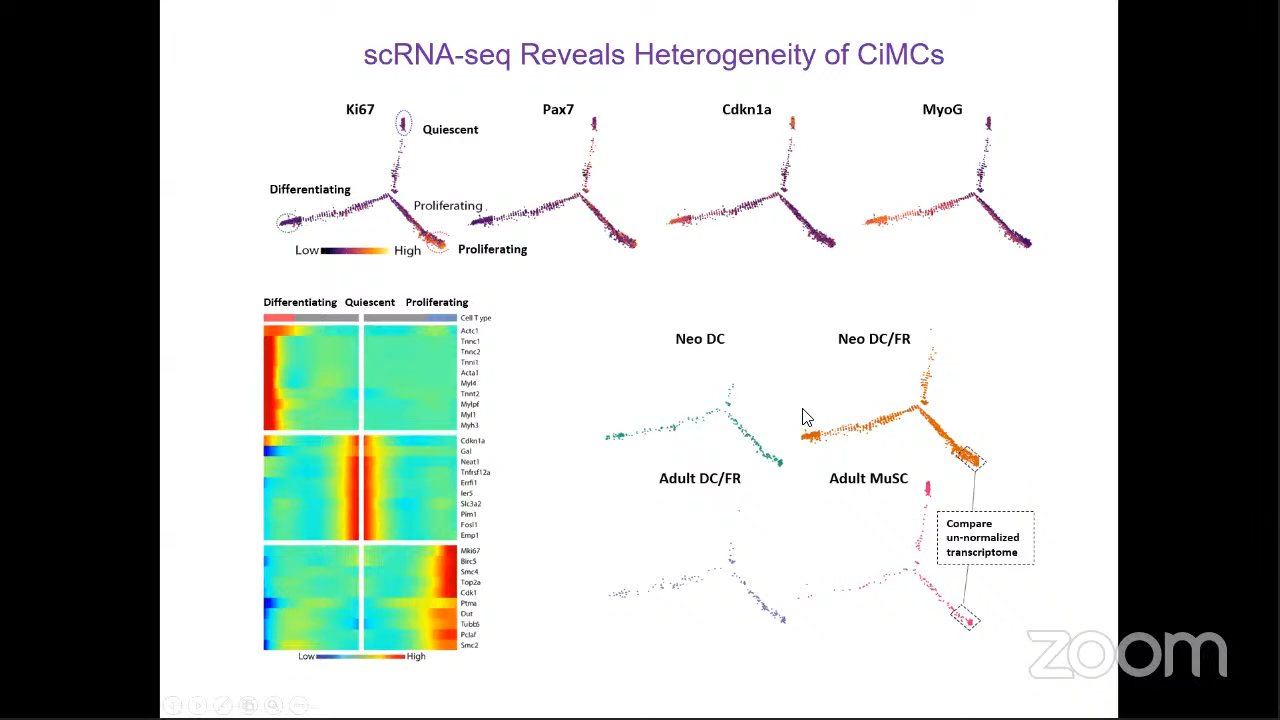 scRNA-seq Reveals Heterogeneity of CiMCs
Ki67
Pax7
Cdkn1a
MyoG
Quiescent
Differentiating
Proliferating
Low
High
Proliferating
Differentiating Quiescent Proliferating
Cell Type
Actc1
Tnnc1
Tnnc2
Tnni1
Acta1
Myl4
Tnnt2
Mylpf
Myl1
Myh3
Cdkn1a
Gal
Neat1
Tnfrsf12a
Errfi1
Ier5
Slc3a2
Pim1
Fosl1
Emp1
Mki67
Birc5
Smc4
Top2a
Cdk1
Ptma
Dut
Tubb5
Pclaf
Smc2
Low
High
Neo DC
Neo DC/FR
Adult DC/FR
Adult MuSC
Compare
un-normalized
transcriptome
zoom